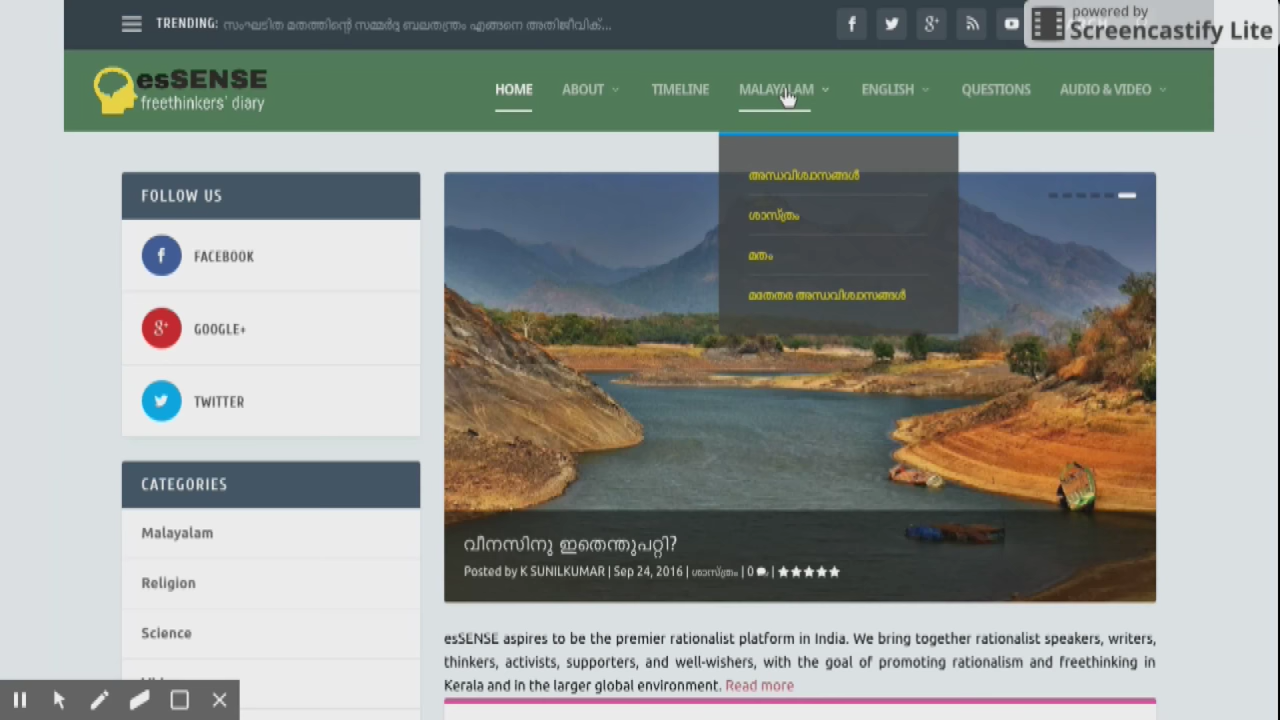 TRENDING: സംഘടിത മതത്തിന്റെ സമ്മർദ്ദ ബലതന്ത്രം എങ്ങനെ അതിജീവിക്...
powered by
Screencastify Lite
esSENSE
freethinkers' diary
HOME ABOUT TIMELINE MALAYALAM ENGLISH QUESTIONS AUDIO & VIDEO
അന്ധവിശ്വാസങ്ങൾ
ശാസ്ത്രം
മതം
മതേതര അന്ധവിശ്വാസങ്ങൾ
FOLLOW US
FACEBOOK
GOOGLE+
TWITTER
CATEGORIES
Malayalam
Religion
Science
വീനസിനു ഇതെന്തുപറ്റി?
Posted by K SUNILKUMAR | Sep 24, 2016 | ശാസ്ത്രം | 0 | ★★★★★
esSENSE aspires to be the premier rationalist platform in India. We bring together rationalist speakers, writers,
thinkers, activists, supporters, and well-wishers, with the goal of promoting rationalism and freethinking in
Kerala and in the larger global environment. Read more